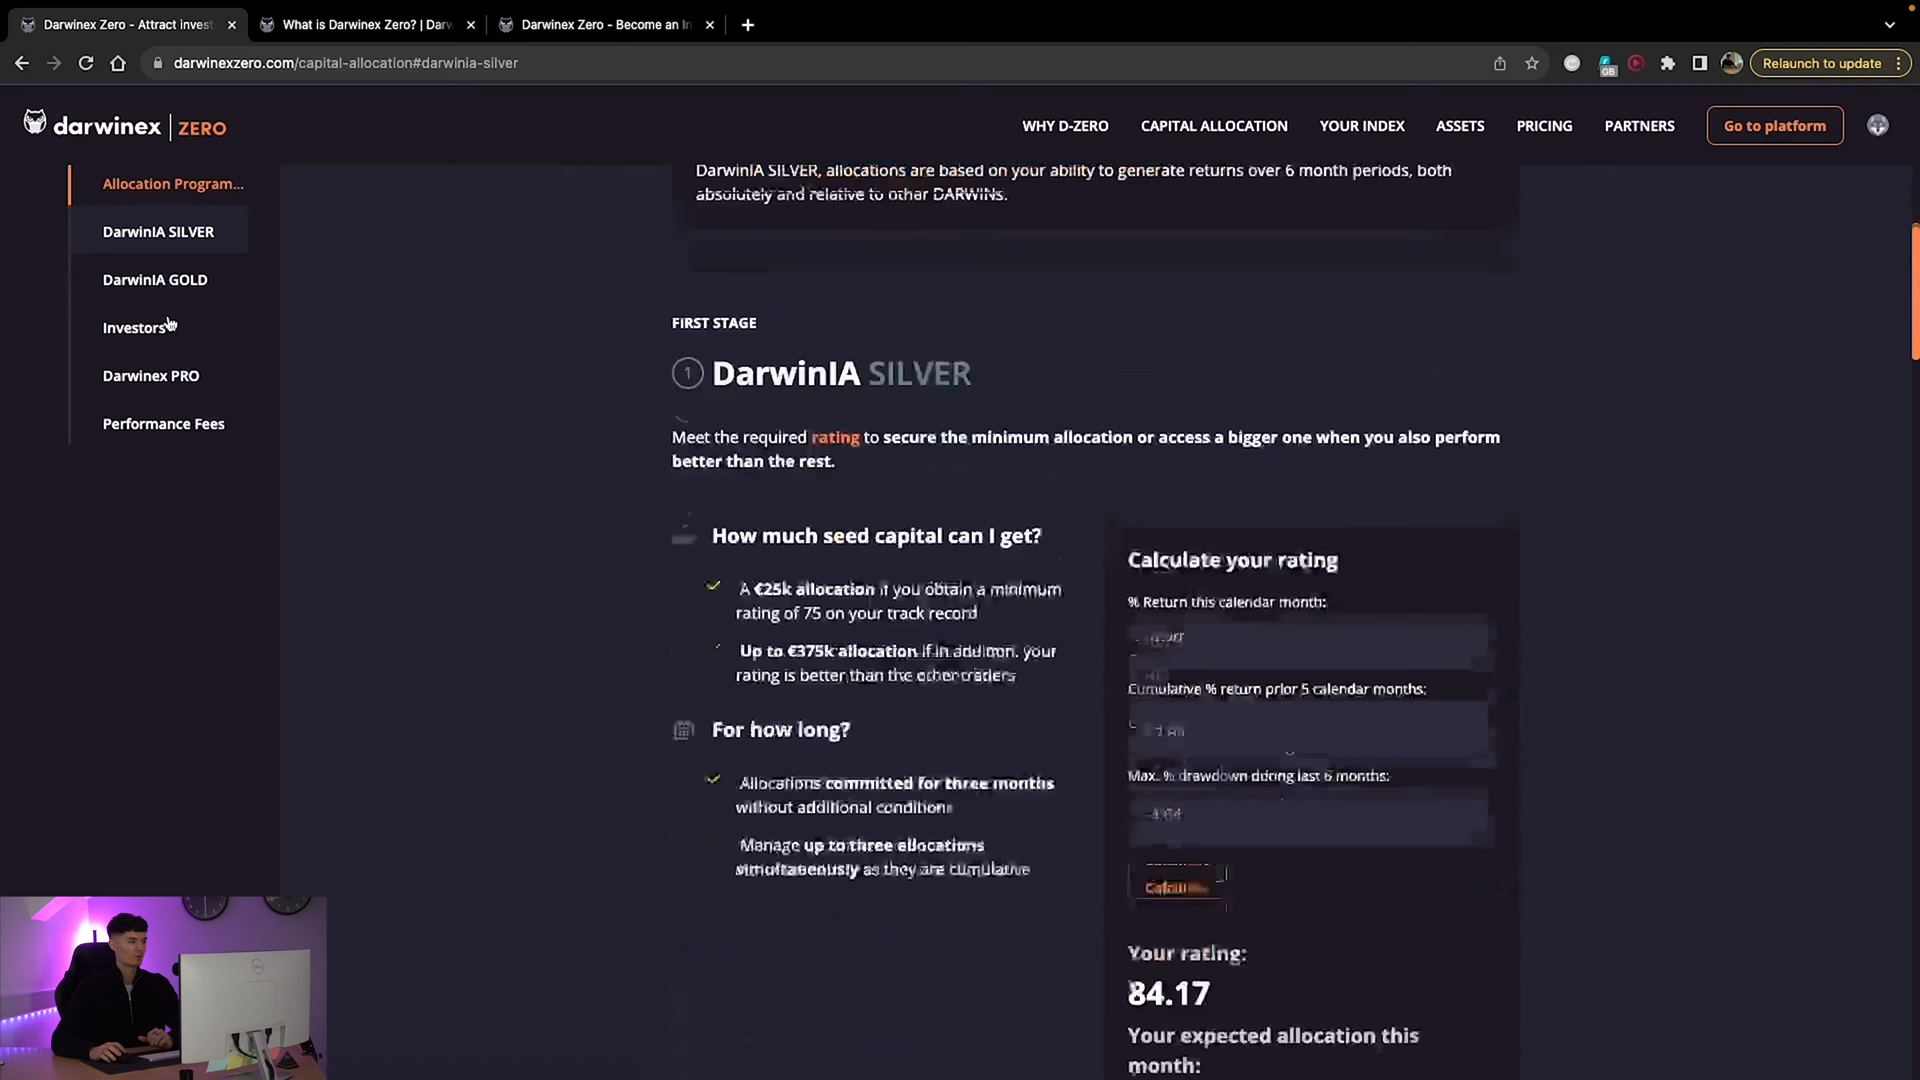 Darwinex Zero - Attract invest
What is Darwinex Zero? | Darw
Darwinex Zero - Become an In
darwinexzero.com/capital-allocation#darwinia-silver
GB
Relaunch to update
darwinex | ZERO
WHY D-ZERO
CAPITAL ALLOCATION
YOUR INDEX
ASSETS
PRICING
PARTNERS
Go to platform
Allocation Program...
DarwinIA SILVER
DarwinIA GOLD
Investors
Darwinex PRO
Performance Fees
DarwinIA SILVER, allocations are based on your ability to generate returns over 6 month periods, both
absolutely and relative to other DARWINs.
FIRST STAGE
1 DarwinIA SILVER
Meet the required rating to secure the minimum allocation or access a bigger one when you also perform
better than the rest.
How much seed capital can I get?
A €25k allocation if you obtain a minimum
rating of 75 on your track record
Up to €375k allocation if in addition, your
rating is better than the other traders
For how long?
Allocations committed for three months
without additional conditions
Manage up to three allocations
simultaneously as they are cumulative
Calculate your rating
% Return this calendar month:
Cumulative % return prior 5 calendar months:
Max. % drawdown during last 6 months:
Your rating:
84.17
Your expected allocation this
month: